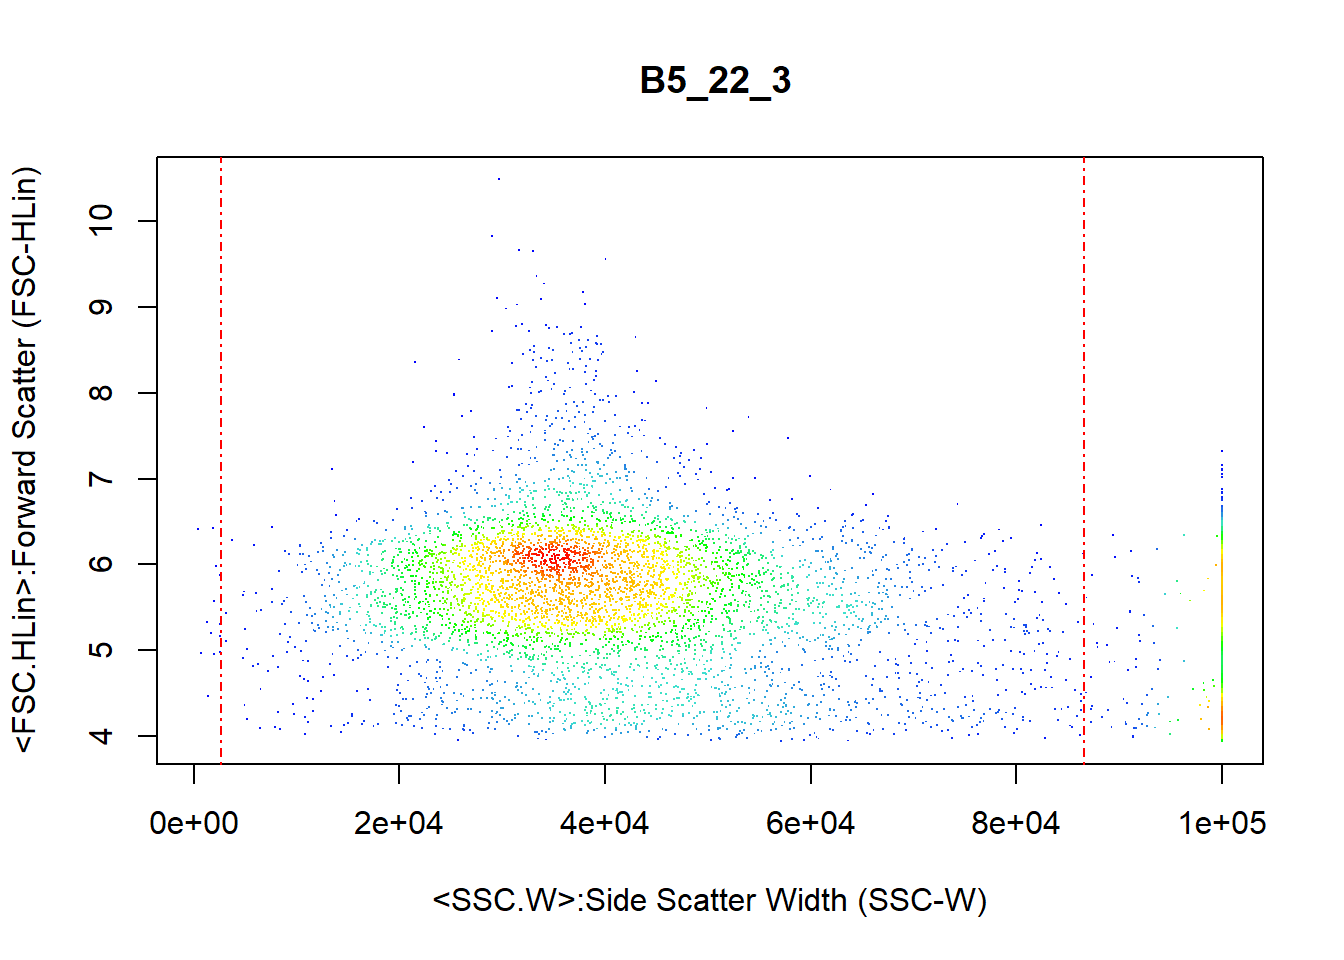 B5_22_3
<FSC.HLin>:Forward Scatter (FSC-HLin)
10
9
8
7
6
5
4
0e+00 2e+04 4e+04 6e+04 8e+04 1e+05
<SSC.W>:Side Scatter Width (SSC-W)